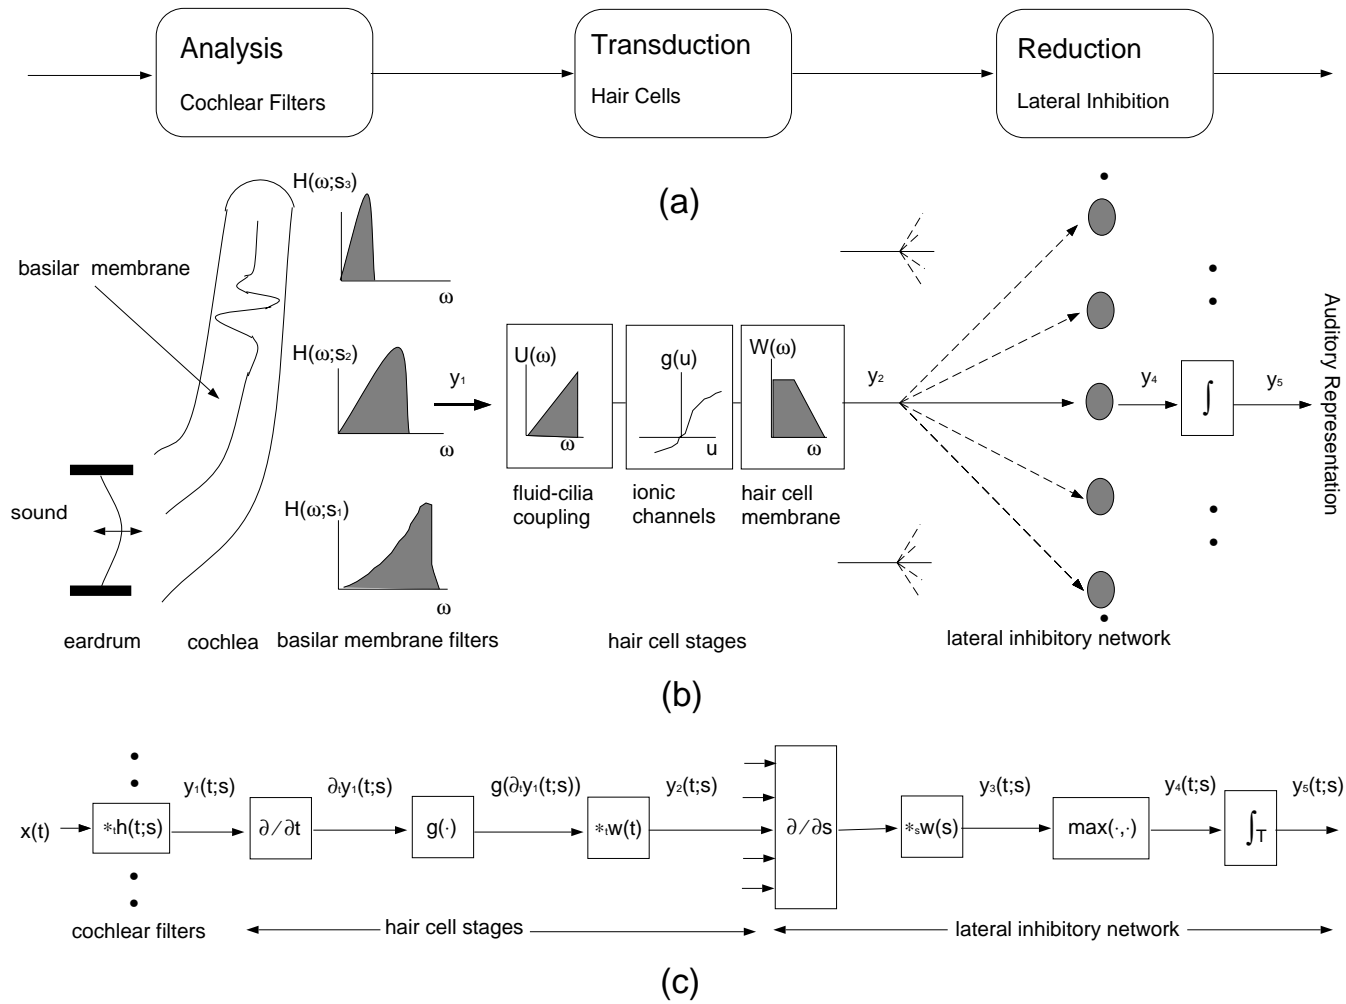 Analysis
Cochlear Filters
Transduction
Hair Cells
Reduction
Lateral Inhibition
(a)
H(ω;s₃)
ω
basilar membrane
H(ω;s₂)
ω
H(ω;s₁)
ω
sound
eardrum
cochlea
basilar membrane filters
y₁
U(ω)
ω
g(u)
u
W(ω)
ω
fluid-cilia
coupling
ionic
channels
hair cell
membrane
hair cell stages
y₂
lateral inhibitory network
y₄
∫
y₅
Auditory Representation
(b)
x(t)
*ₜh(t;s)
y₁(t;s)
∂/∂t
∂ₜy₁(t;s)
g(·)
g(∂ₜy₁(t;s))
*ₜw(t)
y₂(t;s)
∂/∂s
*ₛw(s)
y₃(t;s)
max(·,·)
y₄(t;s)
∫T
y₅(t;s)
cochlear filters
hair cell stages
lateral inhibitory network
(c)